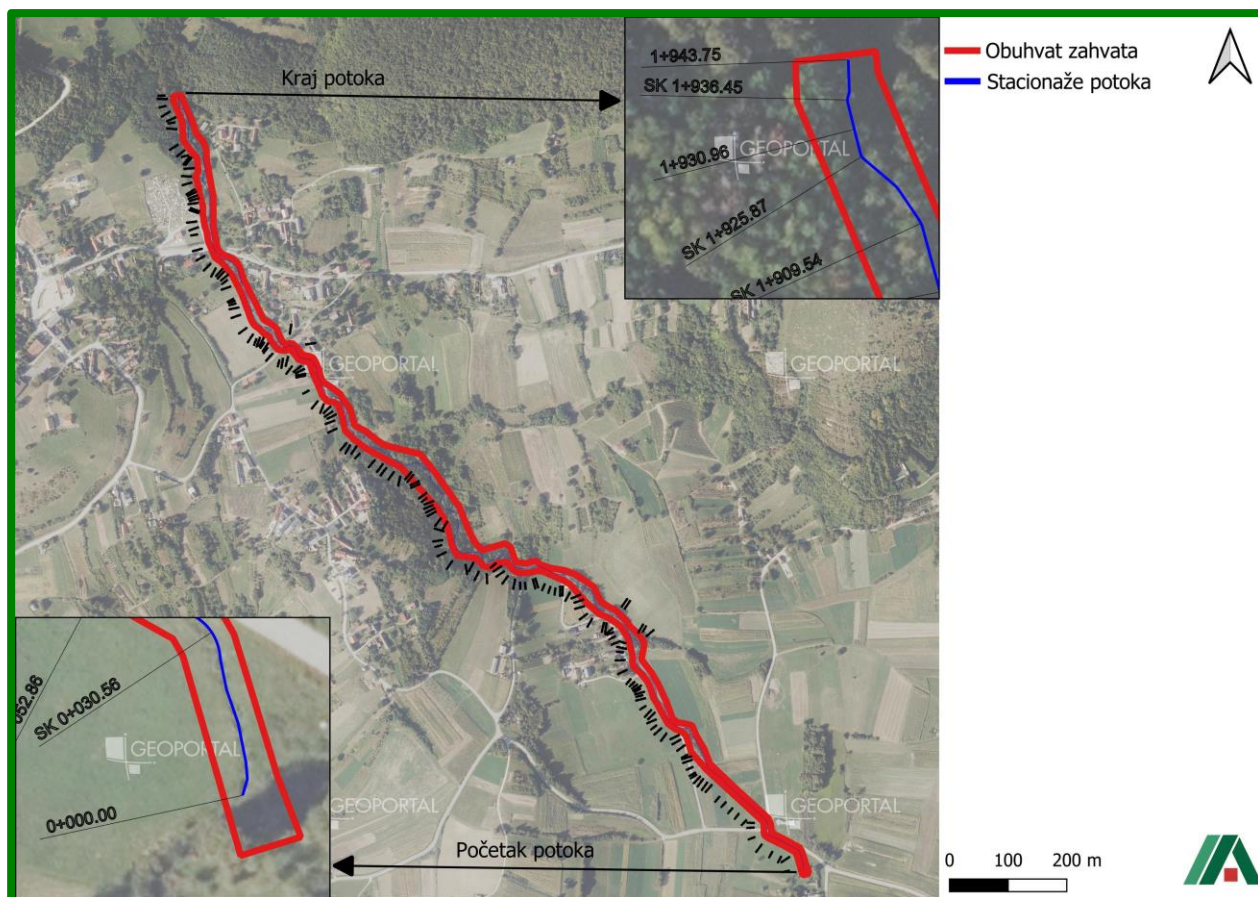 Kraj potoka
1+943.75
SK 1+936.45
1+930.96
SK 1+925.87
SK 1+909.54
GEOPORTAL
Obuhvat zahvata
Stacionaže potoka
GEOPORTAL
GEOPORTAL
052.86
SK 0+030.56
GEOPORTAL
0+000.00
GEOPORTAL
GEOPORTAL
Početak potoka
0 100 200 m